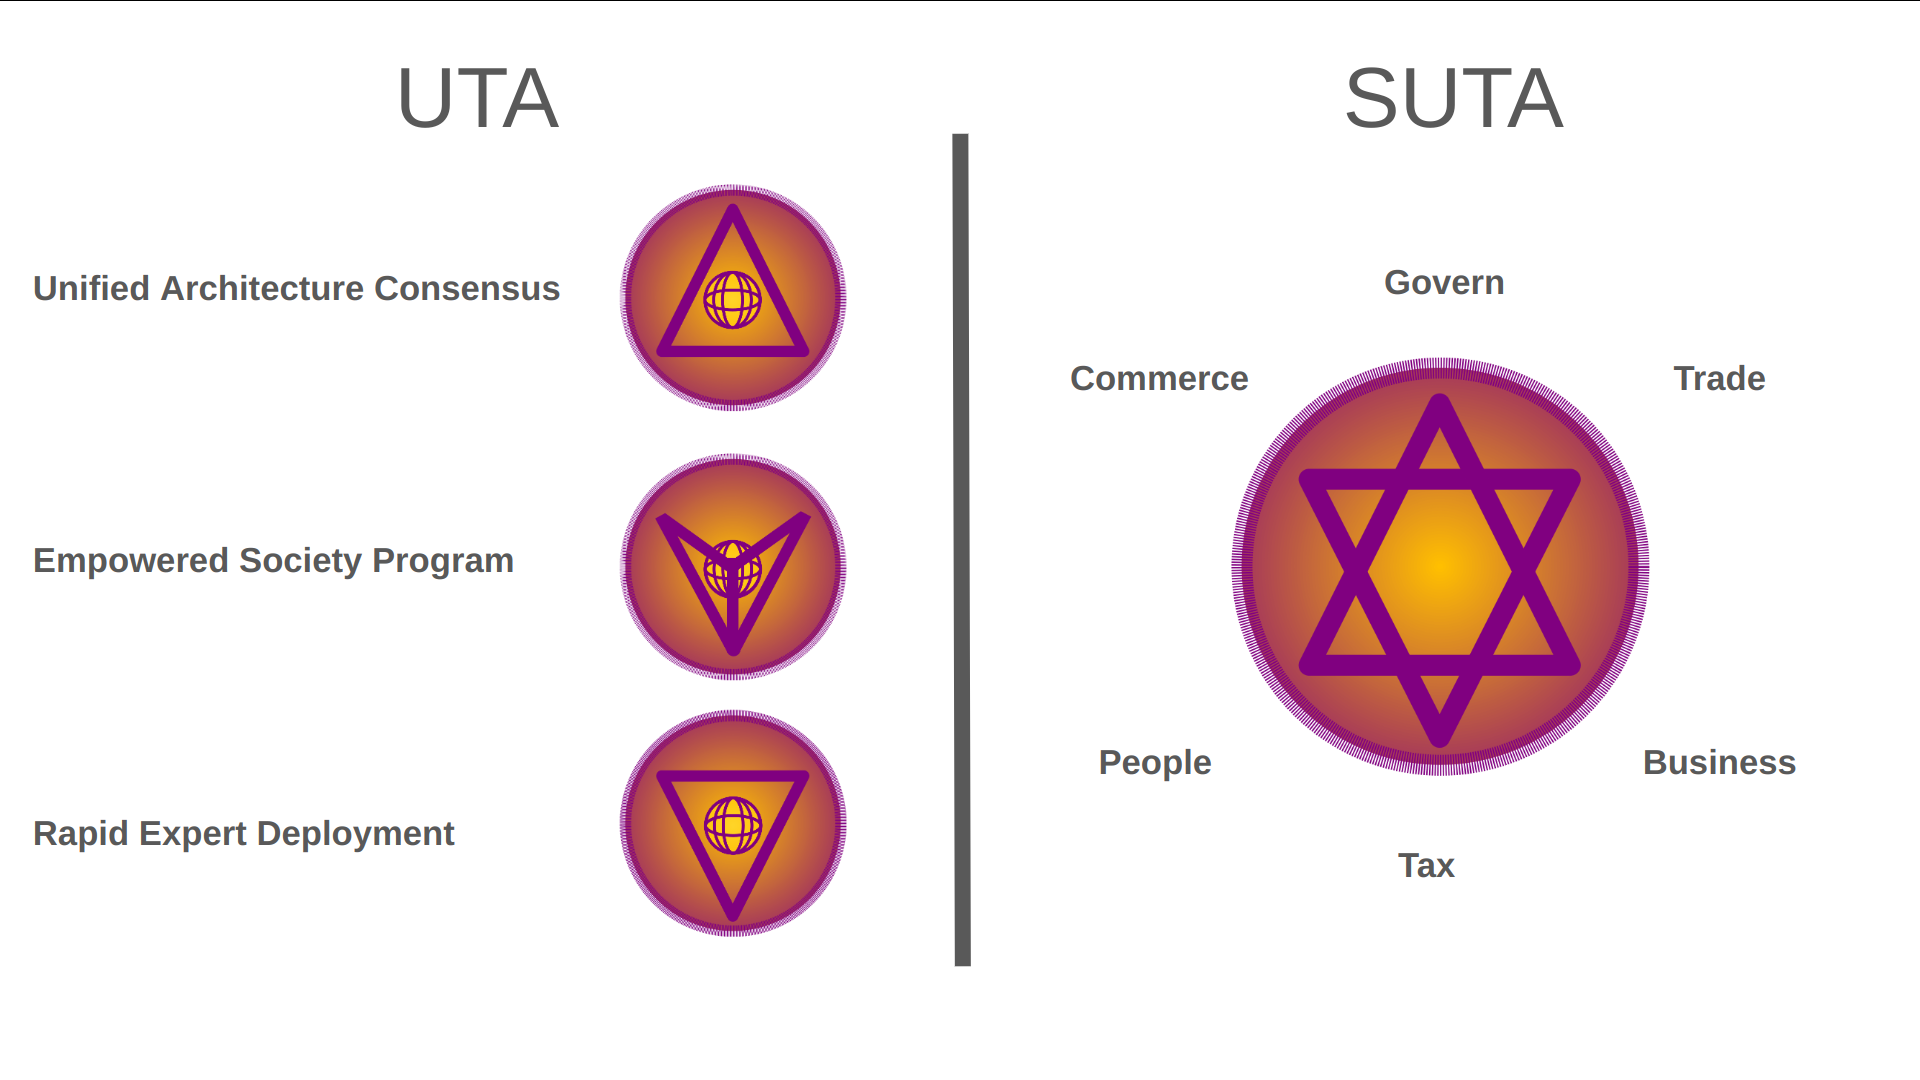 UTA
Unified Architecture Consensus
Empowered Society Program
Rapid Expert Deployment
SUTA
Govern
Commerce
Trade
People
Business
Tax